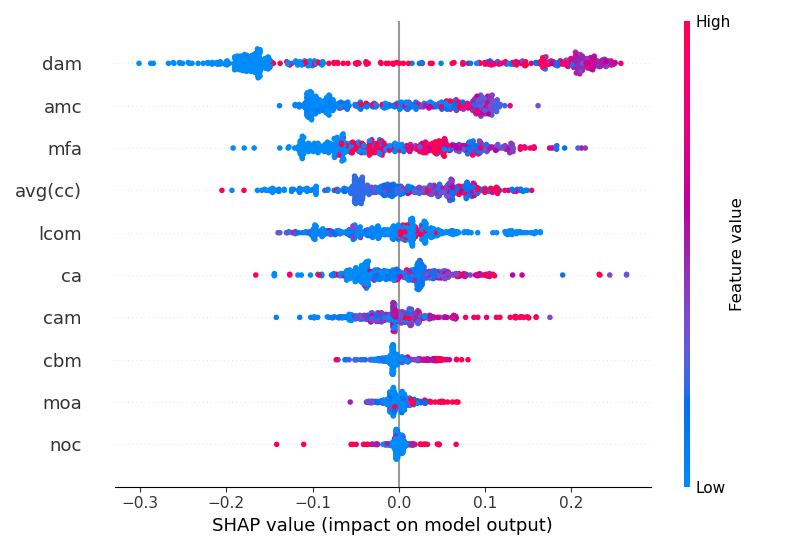 High
dam
amc
mfa
avg(cc)
lcom
ca
cam
cbm
moa
noc
Feature value
Low
−0.3 −0.2 −0.1 0.0 0.1 0.2
SHAP value (impact on model output)